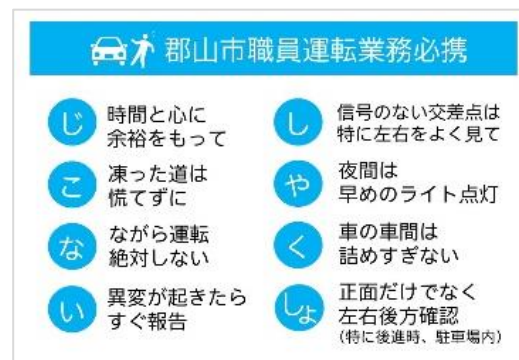 郡山市職員運転業務必携
じ
時間と心に
余裕をもって
こ
凍った道は
慌てずに
な
ながら運転
絶対しない
い
異変が起きたら
すぐ報告
し
信号のない交差点は
特に左右をよく見て
や
夜間は
早めのライト点灯
く
車の車間は
詰めすぎない
しょ
正面だけでなく
左右後方確認
(特に後進時、駐車場内)